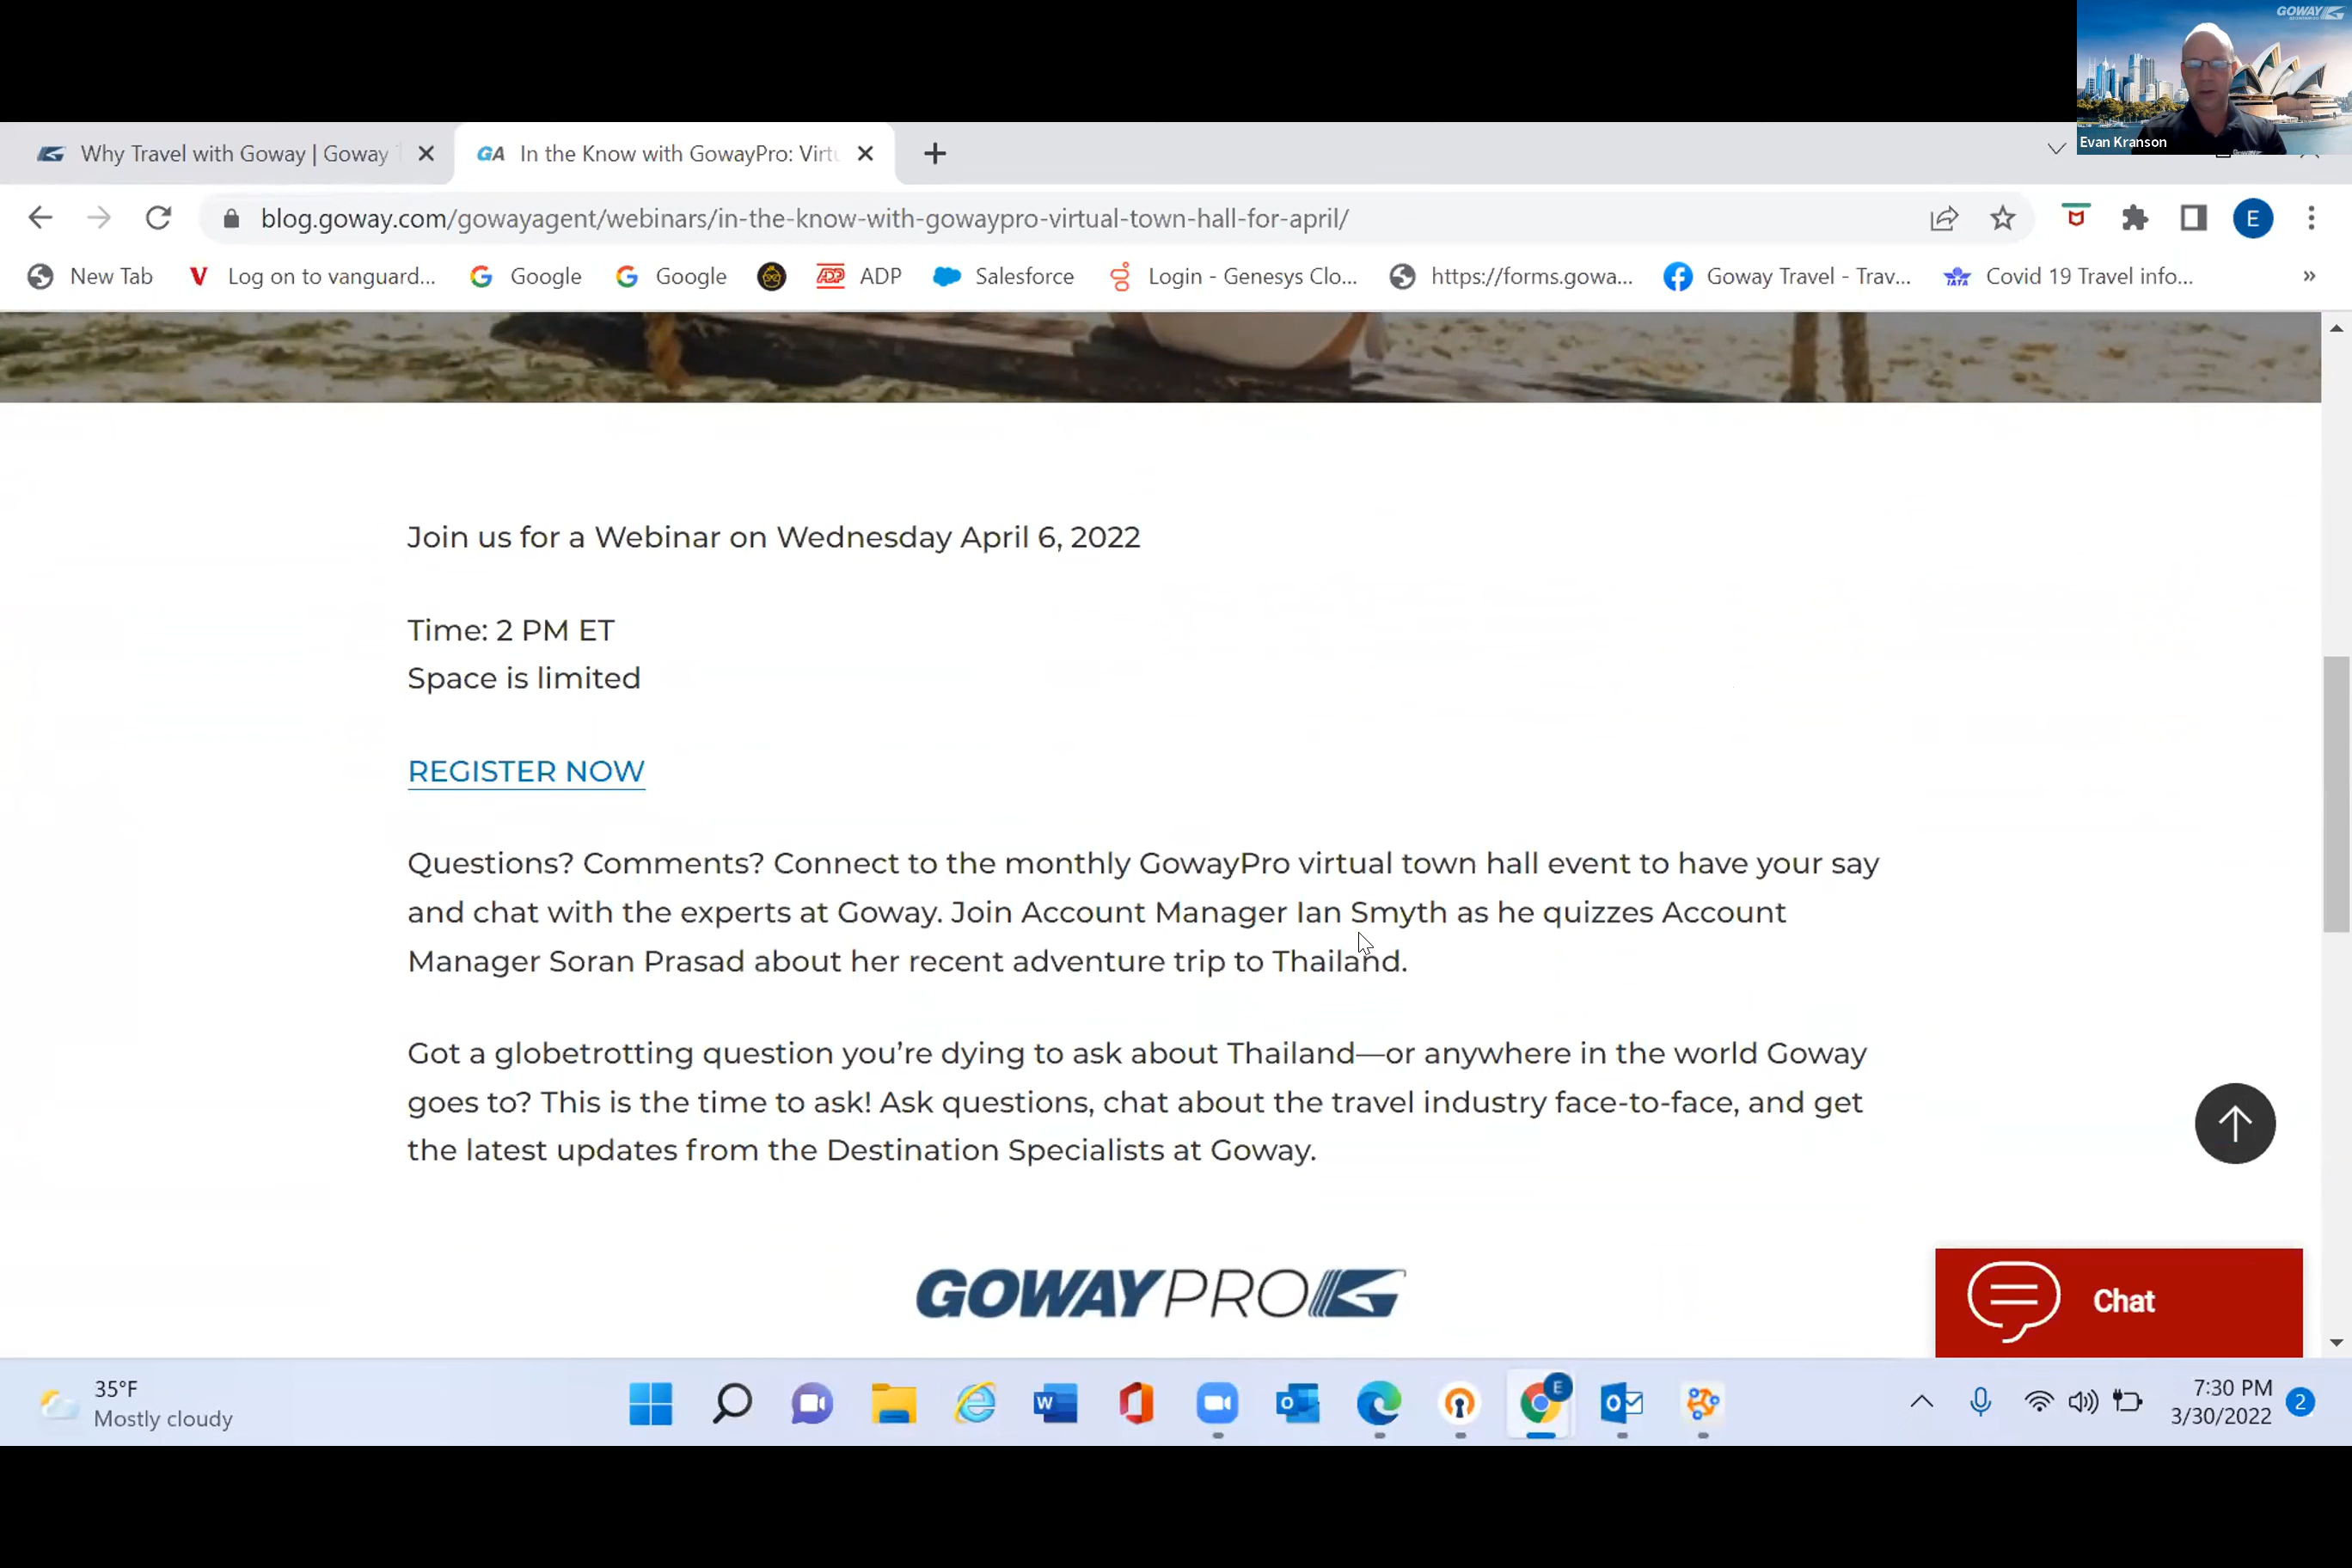 GOWAY
Evan Kranson
Why Travel with Goway | Goway
GA In the Know with GowayPro: Virt
blog.goway.com/gowayagent/webinars/in-the-know-with-gowaypro-virtual-town-hall-for-april/
E
New Tab
Log on to vanguard...
Google
Google
ADP
Salesforce
Login - Genesys Clo...
https://forms.gowa...
Goway Travel - Trav...
Covid 19 Travel info...
»
Join us for a Webinar on Wednesday April 6, 2022
Time: 2 PM ET
Space is limited
REGISTER NOW
Questions? Comments? Connect to the monthly GowayPro virtual town hall event to have your say
and chat with the experts at Goway. Join Account Manager Ian Smyth as he quizzes Account
Manager Soran Prasad about her recent adventure trip to Thailand.
Got a globetrotting question you’re dying to ask about Thailand—or anywhere in the world Goway
goes to? This is the time to ask! Ask questions, chat about the travel industry face-to-face, and get
the latest updates from the Destination Specialists at Goway.
GOWAYPRO
Chat
35°F
Mostly cloudy
7:30 PM
3/30/2022
2